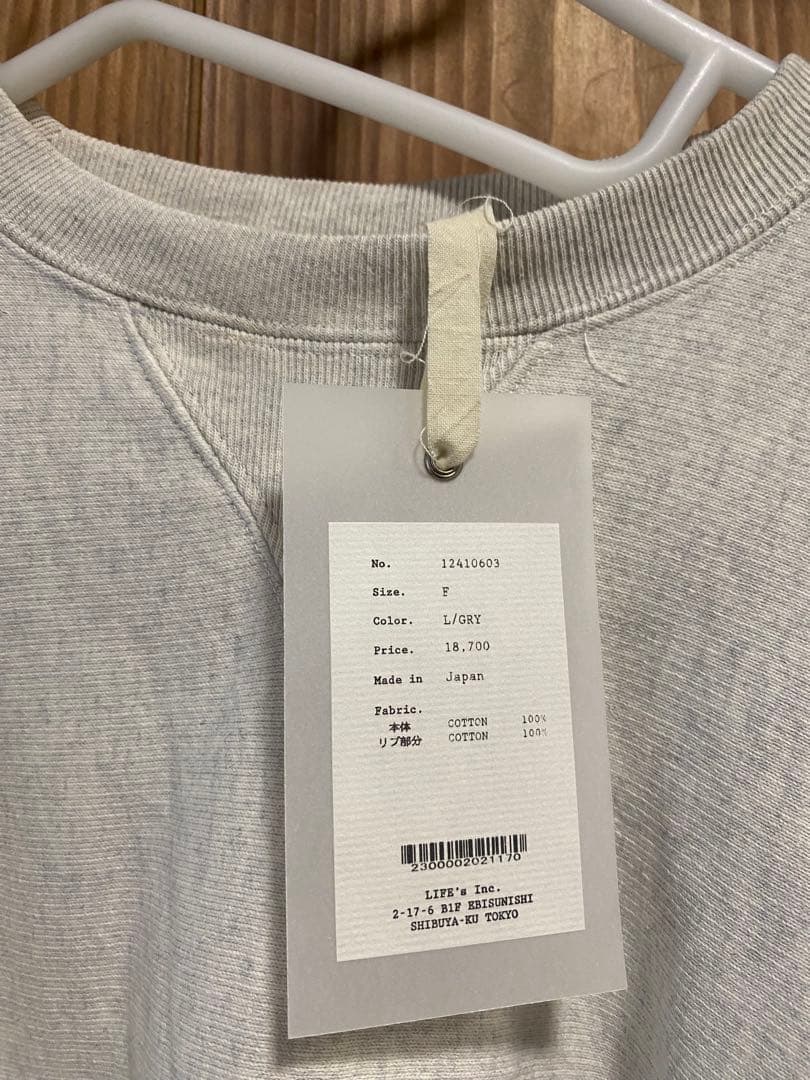 No. 12410603
Size. F
Color. L/GRY
Price. 18,700
Made in Japan
Fabric.
本体 COTTON 100%
リブ部分 COTTON 100%
2300002021170
LIFE's Inc.
2-17-6 B1F EBISUNISHI
SHIBUYA-KU TOKYO